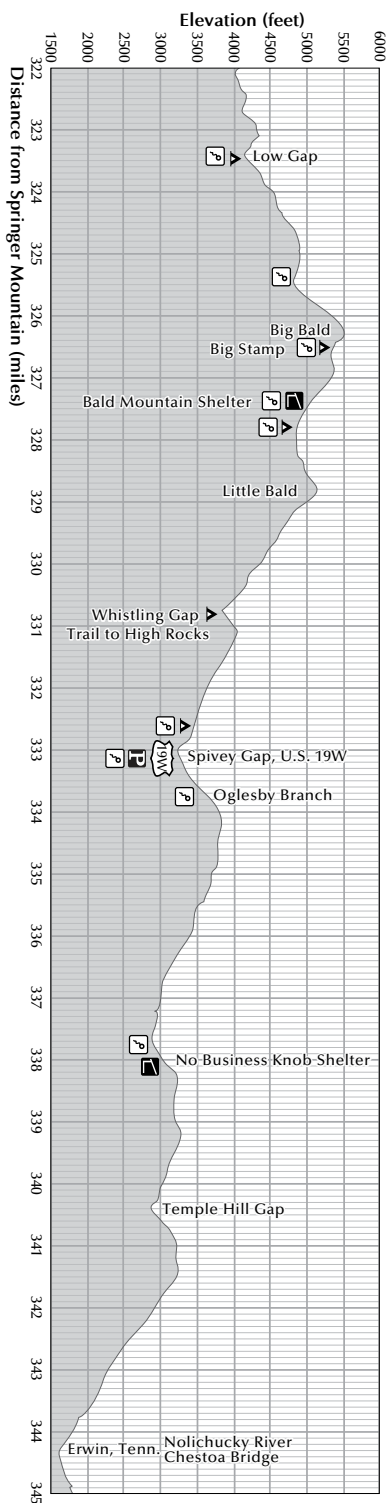 Elevation (feet)
1500
2000
2500
3000
3500
4000
4500
5000
5500
6000
322
323
324
325
326
327
328
329
330
331
332
333
334
335
336
337
338
339
340
341
342
343
344
345
Distance from Springer Mountain (miles)
Low Gap
Big Bald
Big Stamp
Bald Mountain Shelter
Little Bald
Whistling Gap
Trail to High Rocks
19W
P
Spivey Gap, U.S. 19W
Oglesby Branch
No Business Knob Shelter
Temple Hill Gap
Erwin, Tenn.
Nolichucky River
Chestoa Bridge